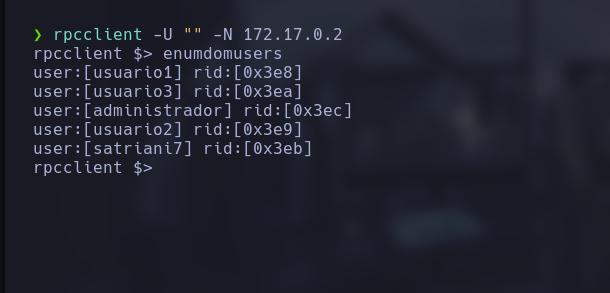 ❯ rpcclient -U "" -N 172.17.0.2
rpcclient $> enumdomusers
user:[usuario1] rid:[0x3e8]
user:[usuario3] rid:[0x3ea]
user:[administrador] rid:[0x3ec]
user:[usuario2] rid:[0x3e9]
user:[satriani7] rid:[0x3eb]
rpcclient $>